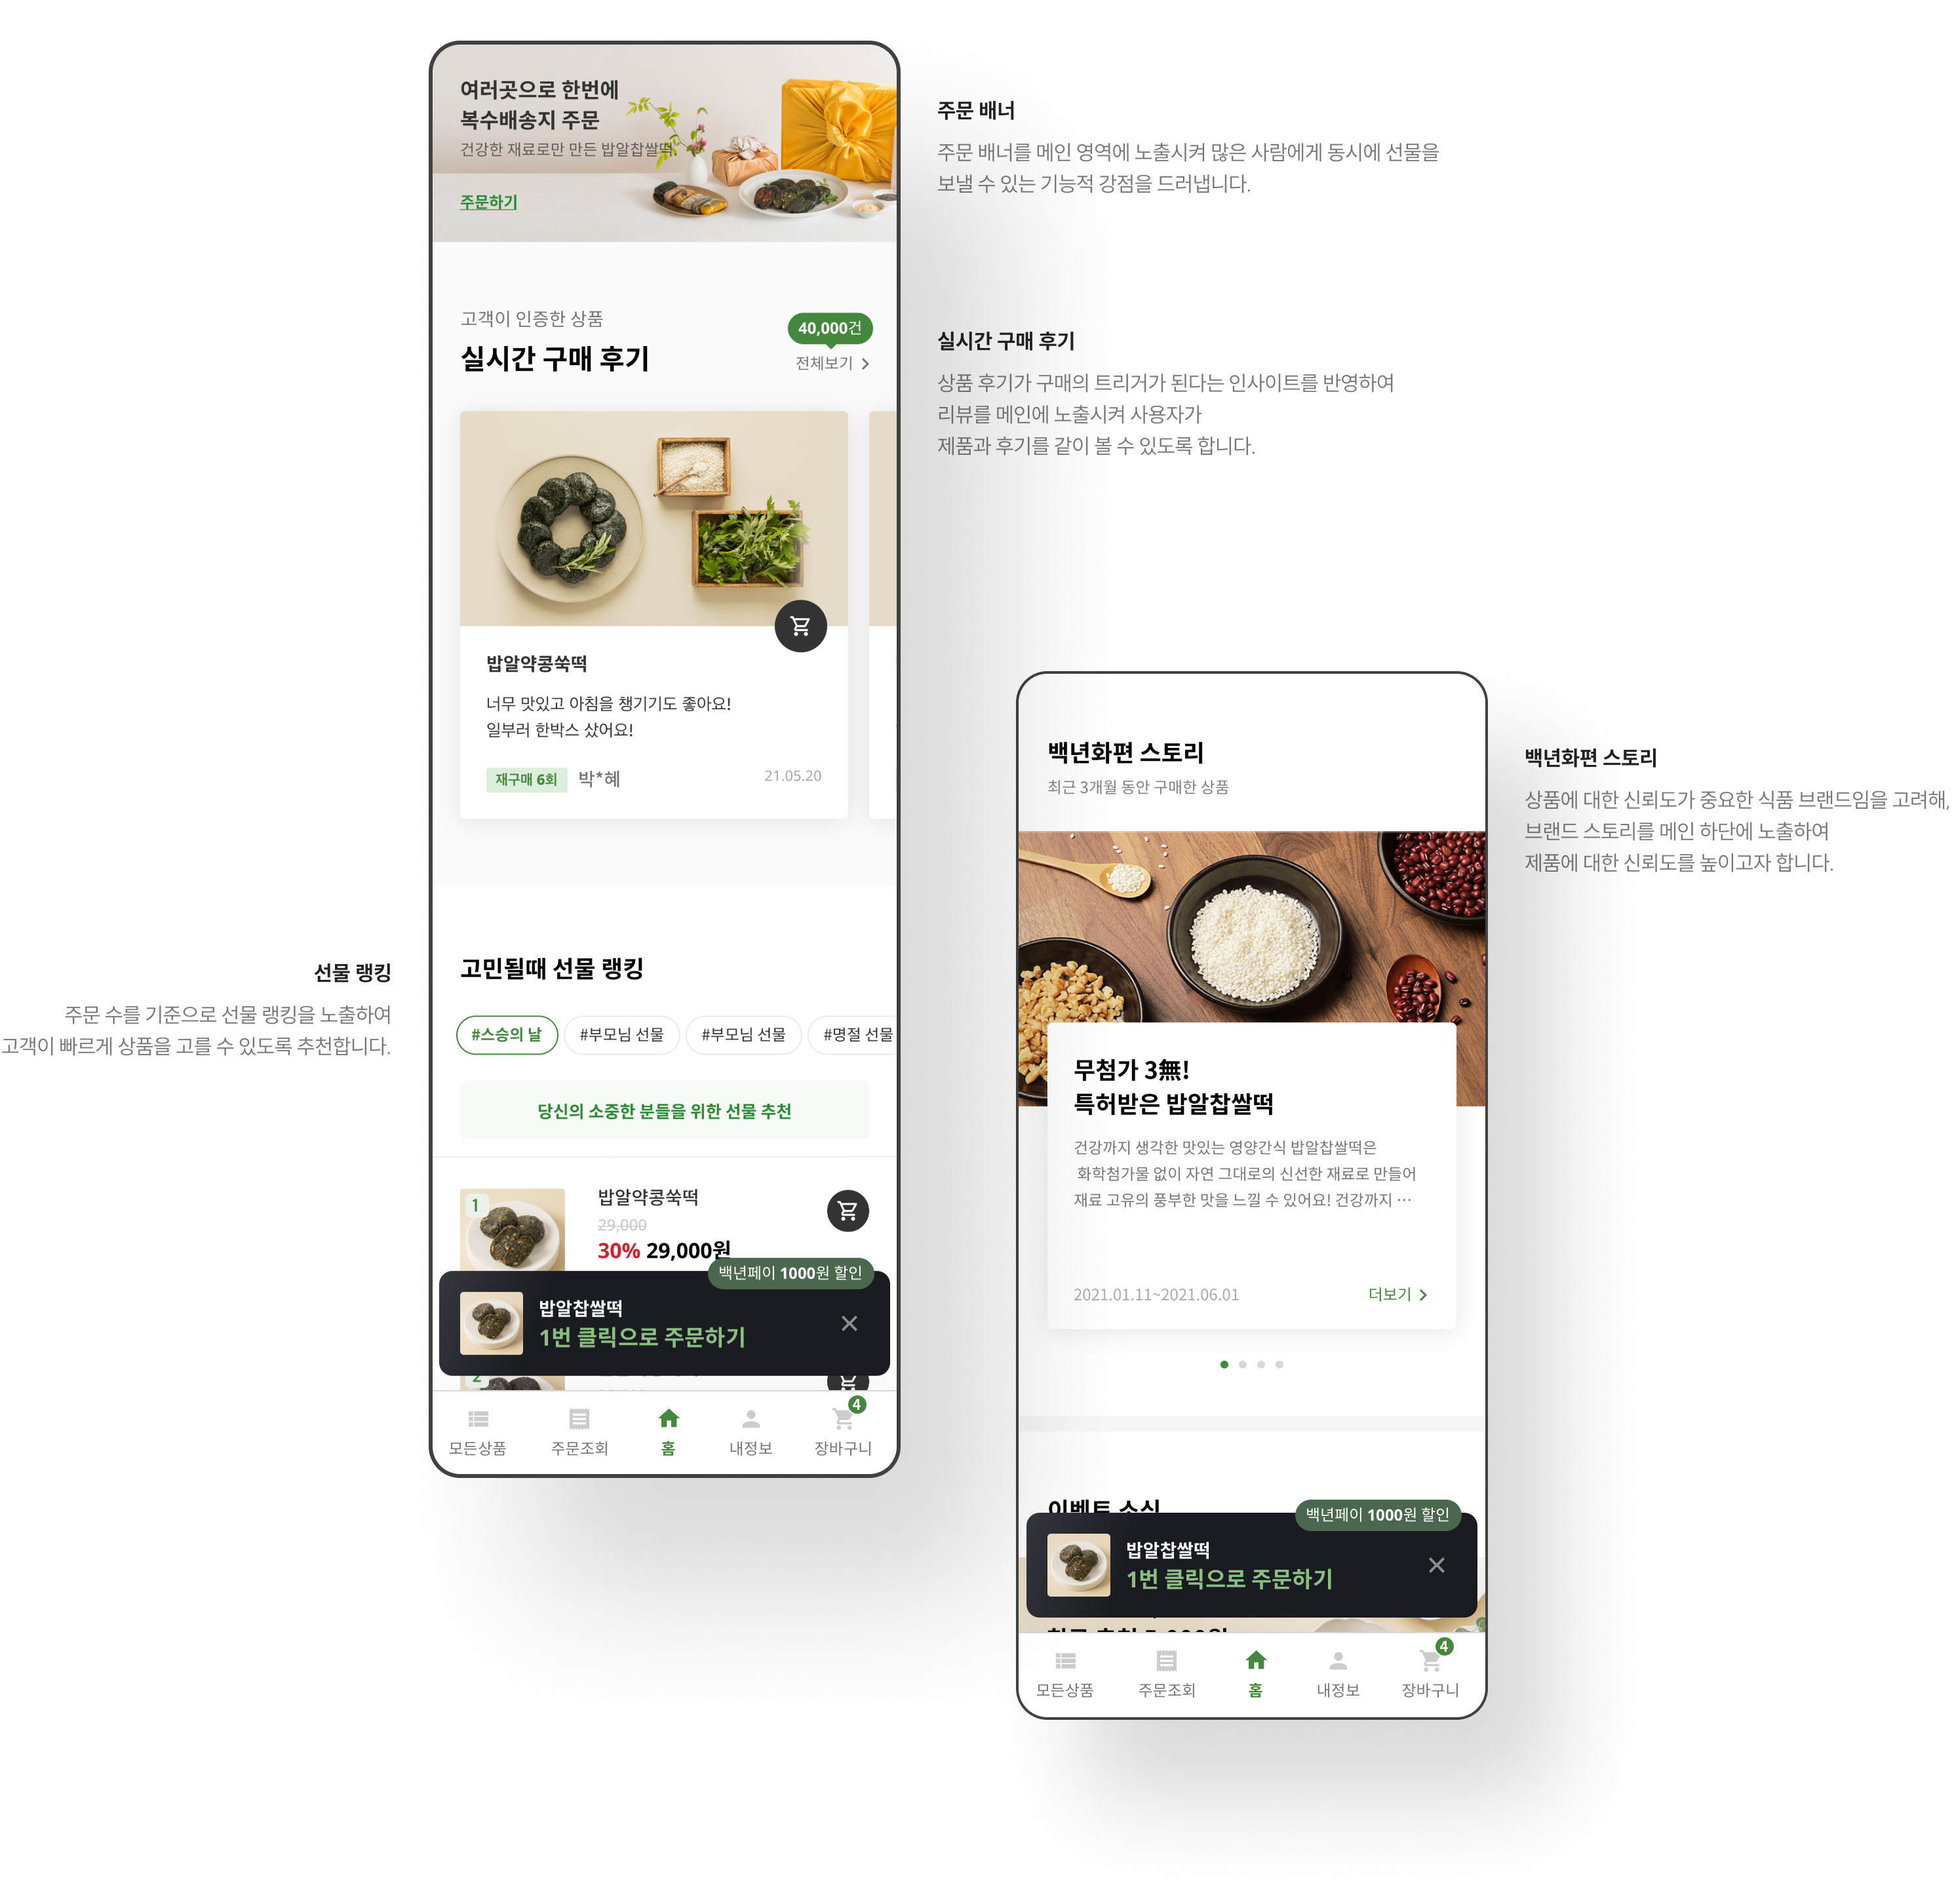 여러곳으로 한번에
복수배송지 주문
건강한 재료로만 만든 밥알찹쌀떡.
주문하기
주문 배너
주문 배너를 메인 영역에 노출시켜 많은 사람에게 동시에 선물을
보낼 수 있는 기능적 강점을 드러냅니다.
고객이 인증한 상품
실시간 구매 후기
40,000건
전체보기
실시간 구매 후기
상품 후기가 구매의 트리거가 된다는 인사이트를 반영하여
리뷰를 메인에 노출시켜 사용자가
제품과 후기를 같이 볼 수 있도록 합니다.
밥알약콩쑥떡
너무 맛있고 아침을 챙기기도 좋아요!
일부러 한박스 샀어요!
재구매 6회 박*혜 21.05.20
선물 랭킹
주문 수를 기준으로 선물 랭킹을 노출하여
고객이 빠르게 상품을 고를 수 있도록 추천합니다.
고민될때 선물 랭킹
#스승의 날 #부모님 선물 #부모님 선물 #명절 선물
당신의 소중한 분들을 위한 선물 추천
1
밥알약콩쑥떡
29,000
30% 29,000원
백년페이 1000원 할인
밥알찹쌀떡
1번 클릭으로 주문하기
2
4
모든상품 주문조회 홈 내정보 장바구니
백년화편 스토리
최근 3개월 동안 구매한 상품
백년화편 스토리
상품에 대한 신뢰도가 중요한 식품 브랜드임을 고려해,
브랜드 스토리를 메인 하단에 노출하여
제품에 대한 신뢰도를 높이고자 합니다.
무첨가 3無!
특허받은 밥알찹쌀떡
건강까지 생각한 맛있는 영양간식 밥알찹쌀떡은
화학첨가물 없이 자연 그대로의 신선한 재료로 만들어
재료 고유의 풍부한 맛을 느낄 수 있어요! 건강까지 ⋯
2021.01.11~2021.06.01 더보기
이벤트 소식
백년페이 1000원 할인
밥알찹쌀떡
1번 클릭으로 주문하기
4
모든상품 주문조회 홈 내정보 장바구니